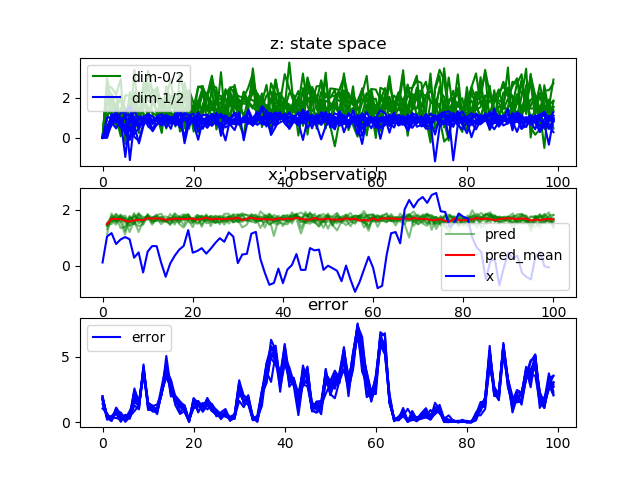 z: state space
dim-0/2
dim-1/2
2
0
0 20 40 60 80 100
x: observation
2
0
pred
pred_mean
x
0 20 40 60 80 100
error
error
5
0
0 20 40 60 80 100